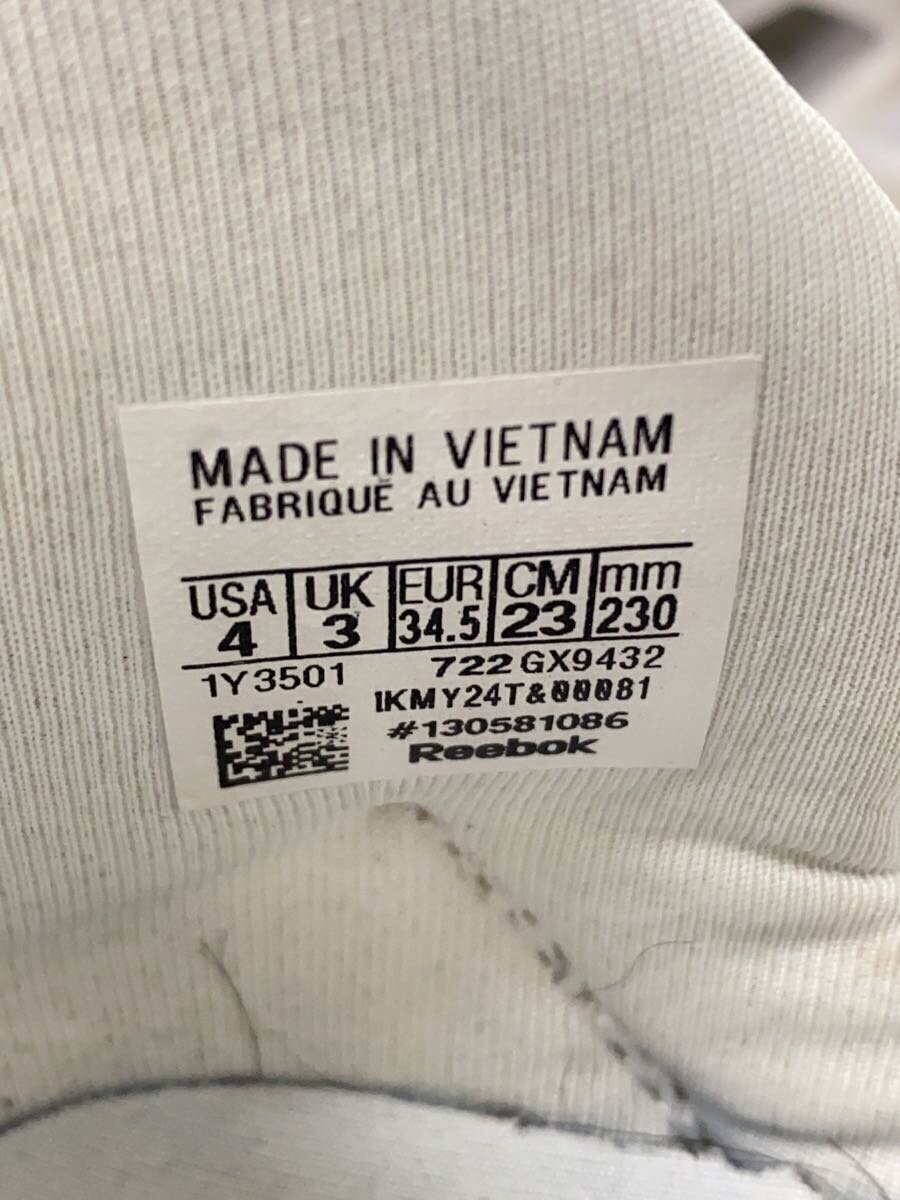 MADE IN VIETNAM
FABRIQUÉ AU VIETNAM
USA UK EUR CM mm
4 3 34.5 23 230
1Y3501 722 GX9432
IKMY24T&00081
#130581086
Reebok